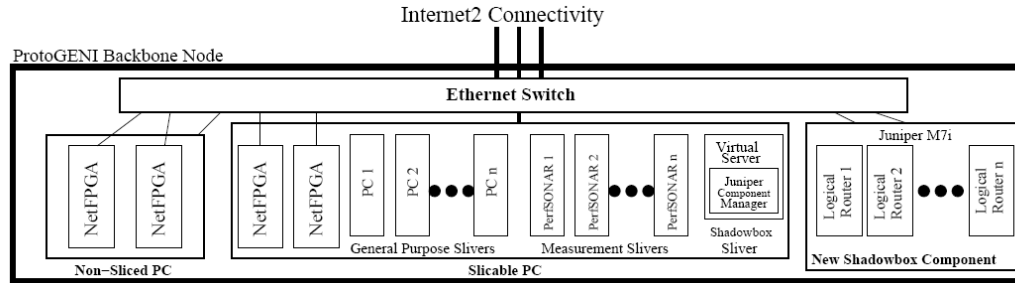 Internet2 Connectivity
ProtoGENI Backbone Node
Ethernet Switch
NetFPGA
NetFPGA
Non−Sliced PC
NetFPGA
NetFPGA
PC 1
PC 2
PC n
General Purpose Slivers
PerfSONAR 1
PerfSONAR 2
PerfSONAR n
Measurement Slivers
Virtual
Server
Juniper
Component
Manager
Shadowbox
Sliver
Slicable PC
Juniper M7i
Logical
Router 1
Logical
Router 2
Logical
Router n
New Shadowbox Component